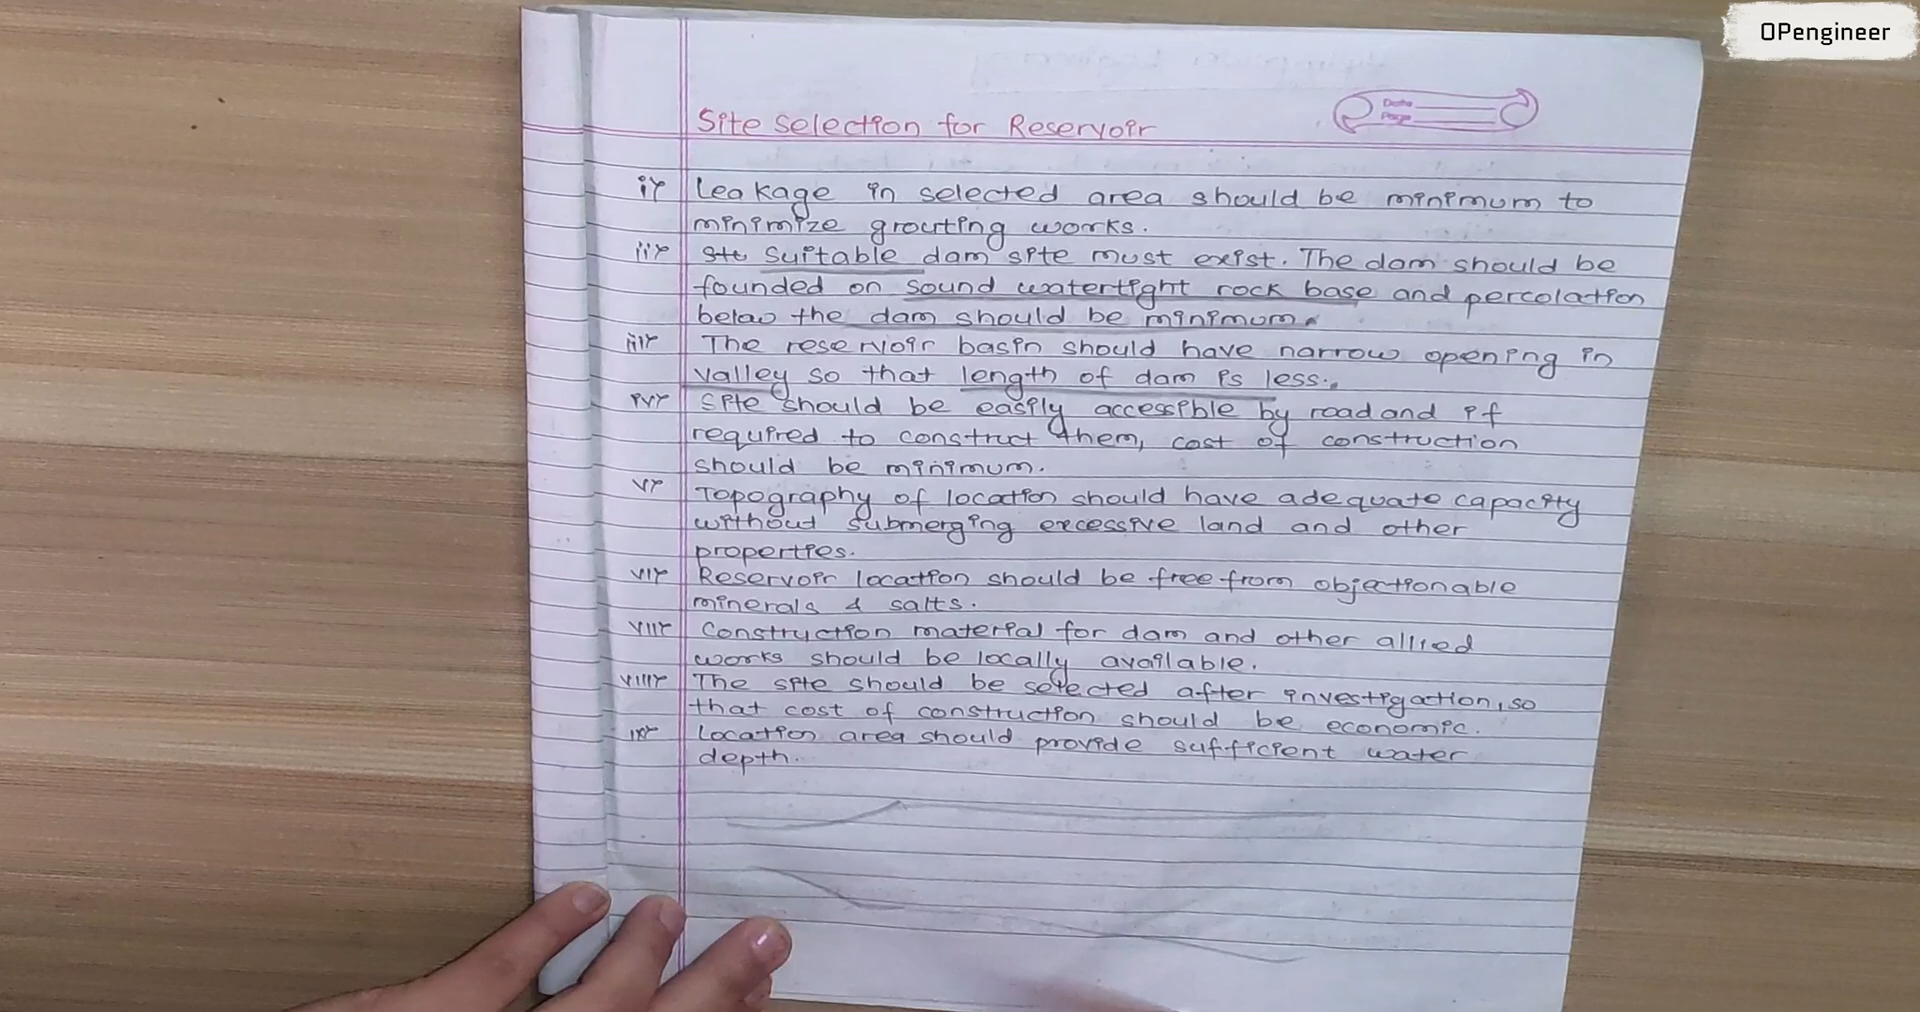 OPengineer
Date
Page
Site Selection for Reservoir
i) Leakage in selected area should be minimum to
minimize grouting works.
ii) Suitable dam site must exist. The dam should be
founded on sound watertight rock base and percolation
below the dam should be minimum.
iii) The reservoir basin should have narrow opening in
valley so that length of dam is less.
iv) Site should be easily accessible by road and if
required to construct them, cost of construction
should be minimum.
v) Topography of location should have adequate capacity
without submerging excessive land and other
properties.
vi) Reservoir location should be free from objectionable
minerals & salts.
vii) Construction material for dam and other allied
works should be locally available.
viii) The site should be selected after investigation, so
that cost of construction should be economic.
ix) Location area should provide sufficient water
depth.